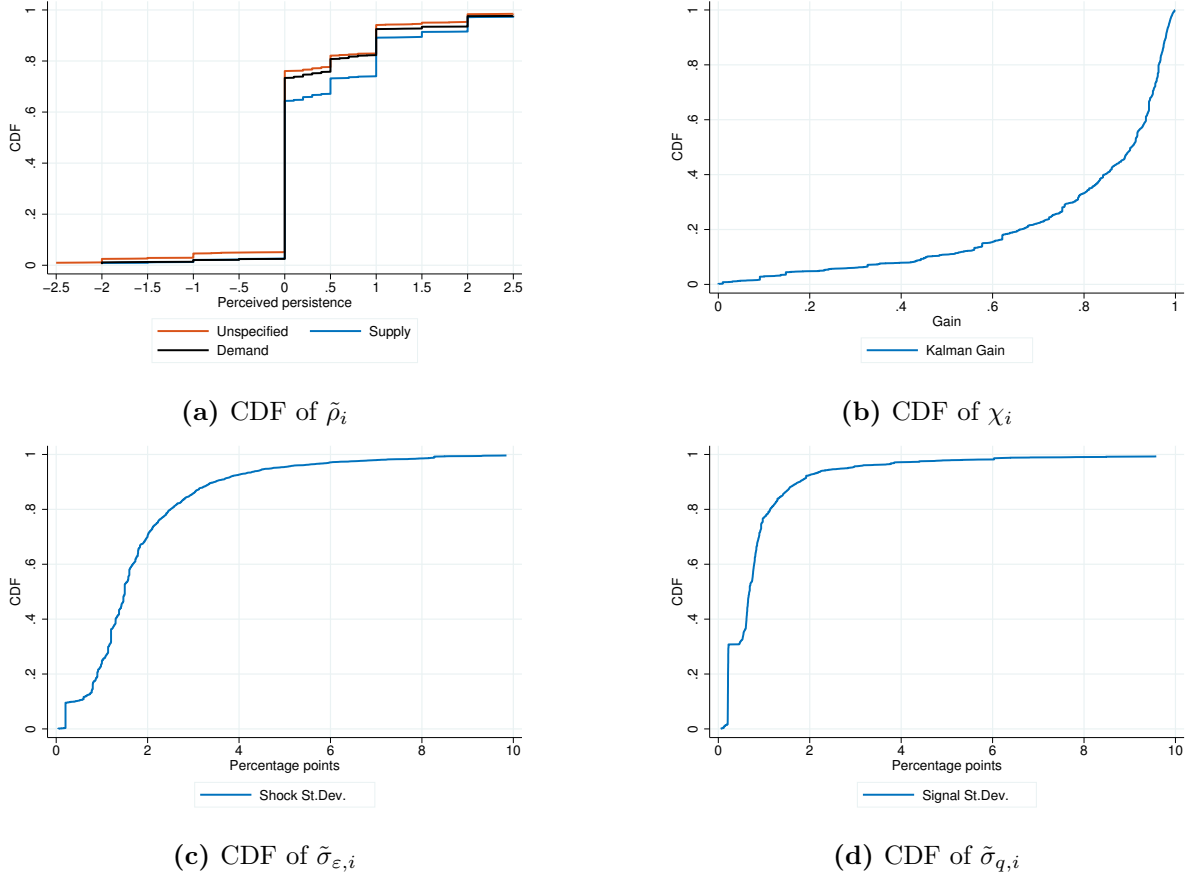 CDF
0 .2 .4 .6 .8 1
-2.5 -2 -1.5 -1 -.5 0 .5 1 1.5 2 2.5
Perceived persistence
Unspecified Supply
Demand
(a) CDF of ρ̃ᵢ
CDF
0 .2 .4 .6 .8 1
0 .2 .4 .6 .8 1
Gain
Kalman Gain
(b) CDF of χᵢ
CDF
0 .2 .4 .6 .8 1
0 2 4 6 8 10
Percentage points
Shock St.Dev.
(c) CDF of σ̃_{ε,i}
CDF
0 .2 .4 .6 .8 1
0 2 4 6 8 10
Percentage points
Signal St.Dev.
(d) CDF of σ̃_{q,i}